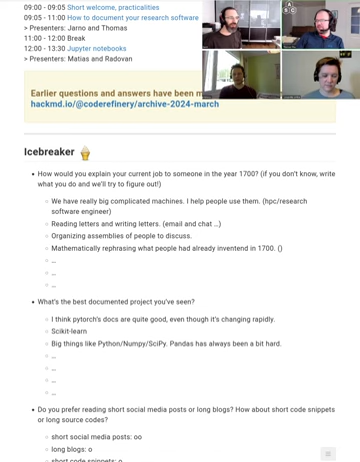 09:00 - 09:05 Short welcome, practicalities
09:05 - 11:00 How to document your research software
> Presenters: Jarno and Thomas
11:00 - 12:00 Break
12:00 - 13:30 Jupyter notebooks
> Presenters: Matias and Radovan
Earlier questions and answers have been m
hackmd.io/@coderefinery/archive-2024-march
Icebreaker
• How would you explain your current job to someone in the year 1700? (if you don't know, write
what you do and we'll try to figure out!)
○ We have really big complicated machines. I help people use them. (hpc/research
software engineer)
○ Reading letters and writing letters. (email and chat ...)
○ Organizing assemblies of people to discuss.
○ Mathematically rephrasing what people had already inventend in 1700. ()
○ ...
○ ...
○ ...
• What's the best documented project you've seen?
○ I think pytorch's docs are quite good, even though it's changing rapidly.
○ Scikit-learn
○ Big things like Python/Numpy/SciPy. Pandas has always been a bit hard.
○ ...
○ ...
○ ...
○ ...
• Do you prefer reading short social media posts or long blogs? How about short code snippets
or long source codes?
○ short social media posts: oo
○ long blogs: o
○ short code snippets: o